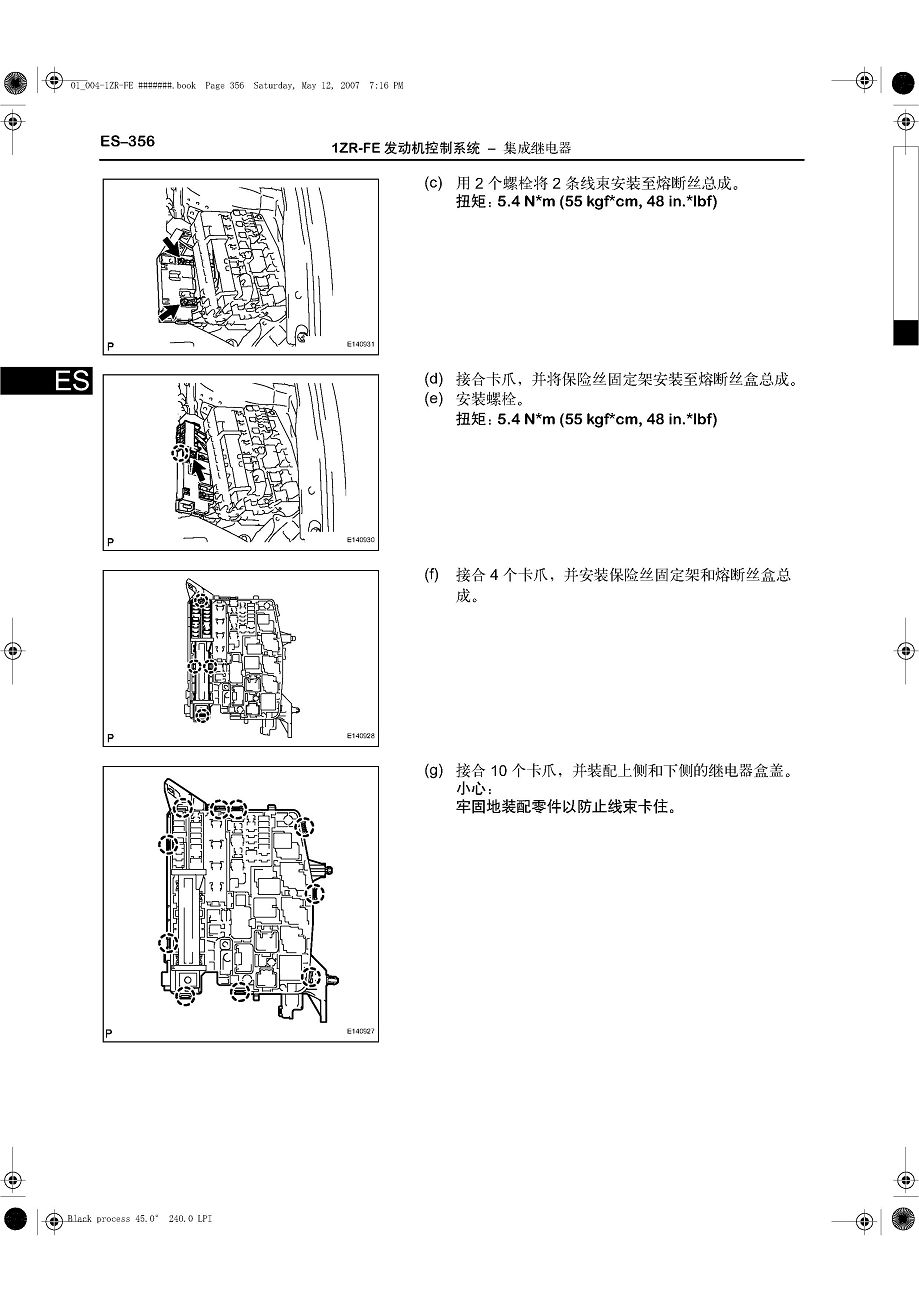 01_004-1ZR-FE #######.book Page 356 Saturday, May 12, 2007 7:16 PM
ES–356
1ZR-FE 发动机控制系统 – 集成继电器
(c) 用 2 个螺栓将 2 条线束安装至熔断丝总成。
扭矩：5.4 N*m (55 kgf*cm, 48 in.*lbf)
P
E140931
ES
(d) 接合卡爪，并将保险丝固定架安装至熔断丝盒总成。
(e) 安装螺栓。
扭矩：5.4 N*m (55 kgf*cm, 48 in.*lbf)
P
E140930
(f) 接合 4 个卡爪，并安装保险丝固定架和熔断丝盒总
成。
P
E140928
(g) 接合 10 个卡爪，并装配上侧和下侧的继电器盒盖。
小心：
牢固地装配零件以防止线束卡住。
P
E140927
Black process 45.0° 240.0 LPI